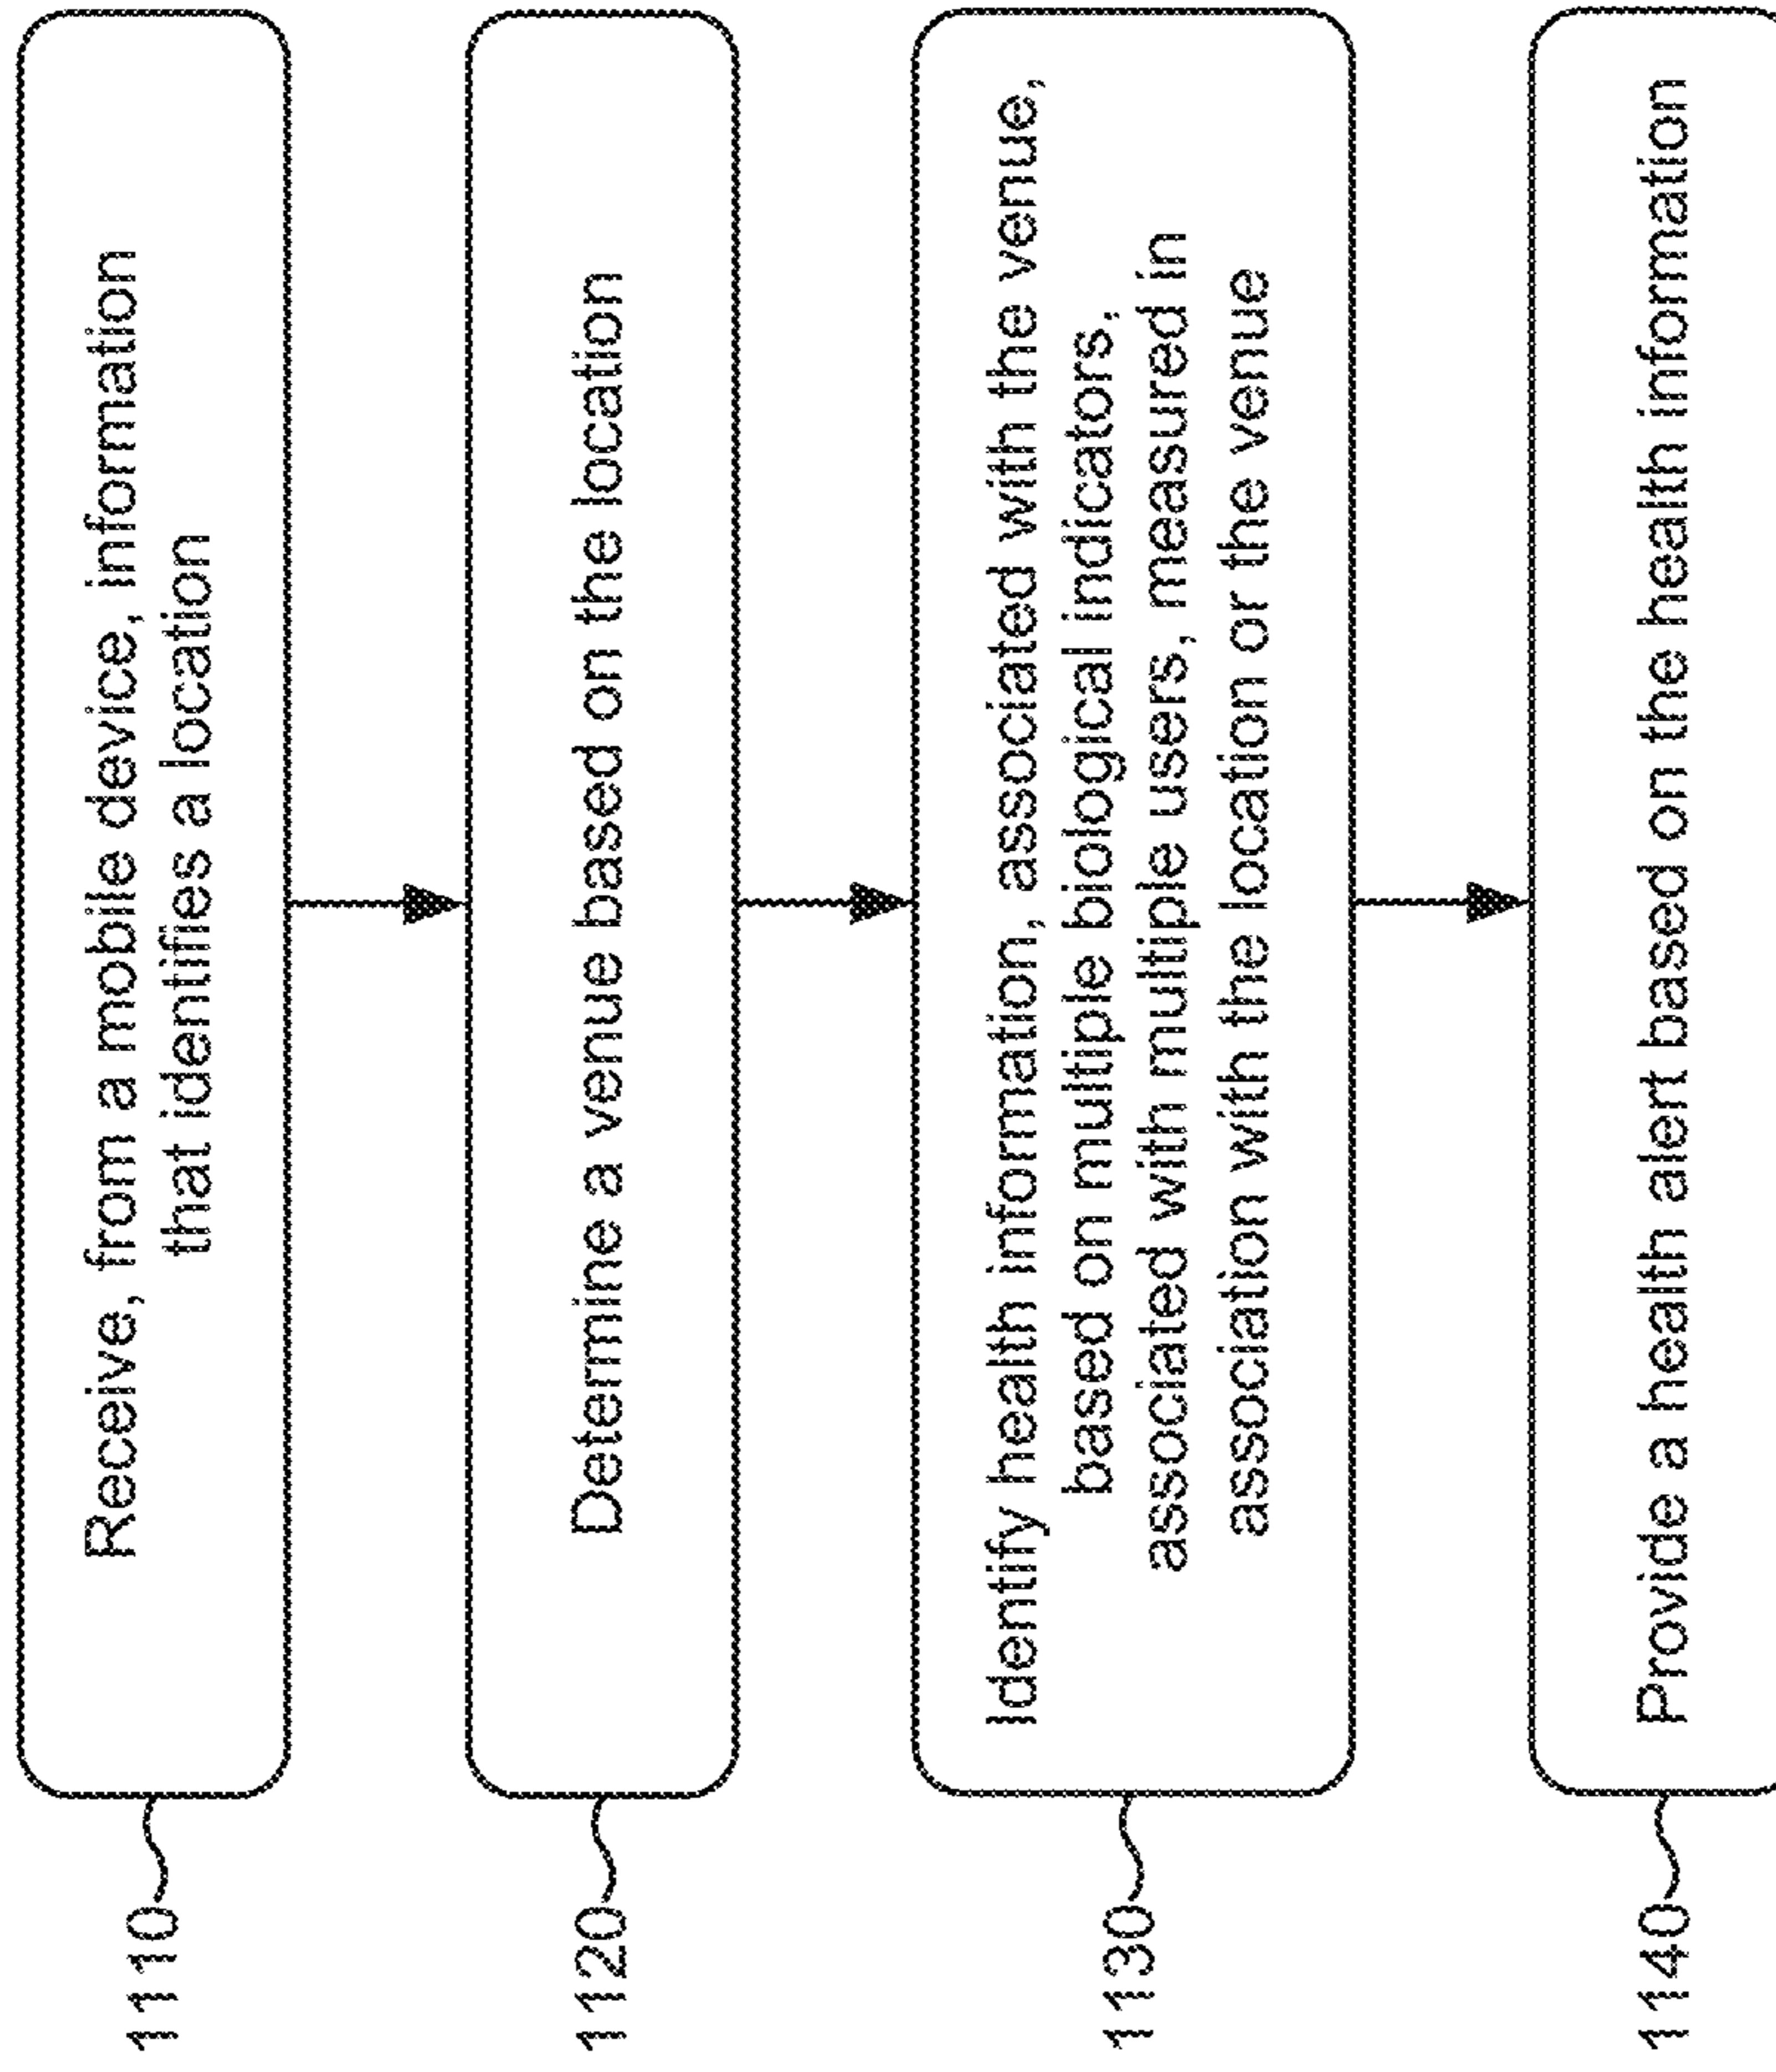 1110
Receive, from a mobile device, information
that identifies a location
1120
Determine a venue based on the location
1130
Identify health information, associated with the venue,
based on multiple biological indicators,
associated with multiple users, measured in
association with the location or the venue
1140
Provide a health alert based on the health information